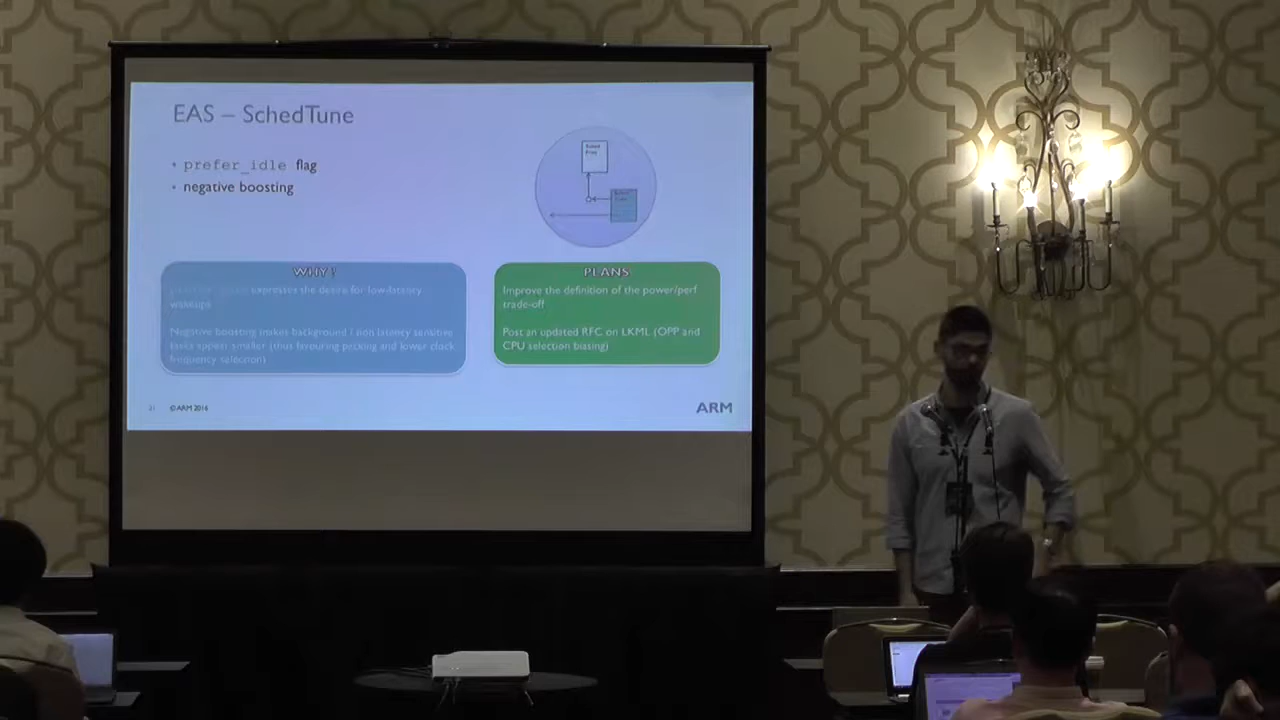 EAS – SchedTune
• prefer_idle flag
• negative boosting
WHY?
expresses the desire for low-latency
wakeups
Negative boosting makes background / non latency sensitive
tasks appear smaller (thus favouring packing and lower clock
frequency selection)
PLANS
Improve the definition of the power/perf
trade-off
Post an updated RFC on LKML (OPP and
CPU selection biasing)
21
©ARM 2016
ARM